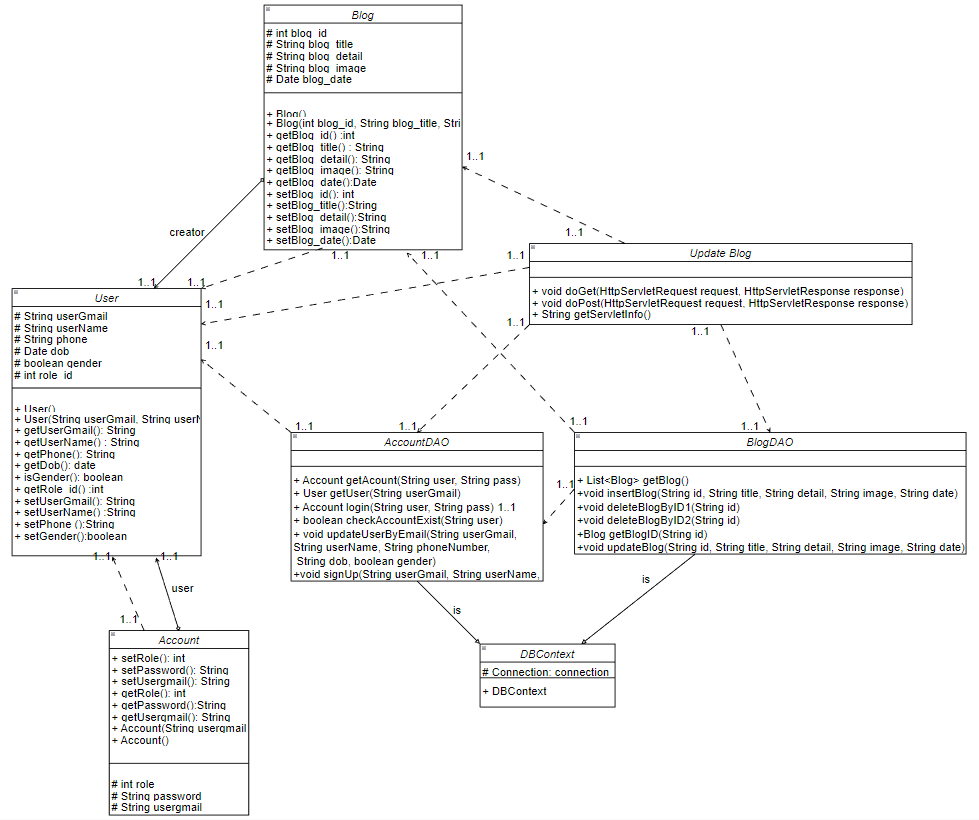 Blog
# int blog_id
# String blog_title
# String blog_detail
# String blog_image
# Date blog_date
+ Blog()
+ Blog(int blog_id, String blog_title, Stri
+ getBlog_id() :int
+ getBlog_title() : String
+ getBlog_detail(): String
+ getBlog_image(): String
+ getBlog_date():Date
+ setBlog_id(): int
+ setBlog_title():String
+ setBlog_detail():String
+ setBlog_image():String
+ setBlog_date():Date
1..1
1..1
creator
1..1
1..1
1..1
1..1
1..1
Update Blog
+ void doGet(HttpServletRequest request, HttpServletResponse response)
+ void doPost(HttpServletRequest request, HttpServletResponse response)
+ String getServletInfo()
1..1
1..1
1..1
1..1
User
# String userGmail
# String userName
# String phone
# Date dob
# boolean gender
# int role_id
+ User()
+ User(String userGmail, String userN
+ getUserGmail(): String
+ getUserName() : String
+ getPhone(): String
+ getDob(): date
+ isGender(): boolean
+ getRole_id() :int
+ setUserGmail(): String
+ setUserName() :String
+ setPhone ():String
+ setGender():boolean
1..1
1..1
1..1
1..1
AccountDAO
+ Account getAcount(String user, String pass)
+ User getUser(String userGmail)
+ Account login(String user, String pass) 1..1
+ boolean checkAccountExist(String user)
+ void updateUserByEmail(String userGmail,
String userName, String phoneNumber,
String dob, boolean gender)
+void signUp(String userGmail, String userName,
1..1
BlogDAO
+ List<Blog> getBlog()
+void insertBlog(String id, String title, String detail, String image, String date)
+void deleteBlogByID1(String id)
+void deleteBlogByID2(String id)
+Blog getBlogID(String id)
+void updateBlog(String id, String title, String detail, String image, String date)
1..1
1..1
user
1..1
is
is
Account
+ setRole(): int
+ setPassword(): String
+ setUsergmail(): String
+ getRole(): int
+ getPassword():String
+ getUsergmail(): String
+ Account(String usergmail
+ Account()
# int role
# String password
# String usergmail
DBContext
# Connection: connection
+ DBContext